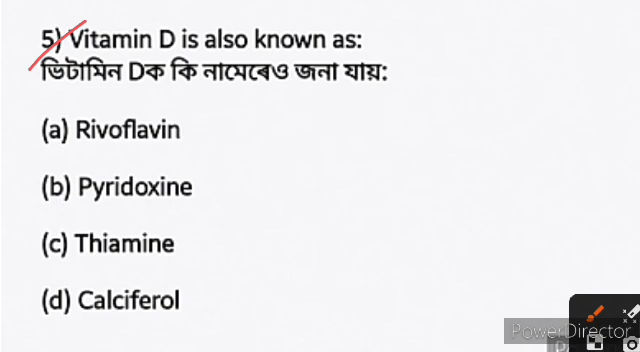 5) Vitamin D is also known as:
ভিটামিন Dক কি নামেৰেও জনা যায়:
(a) Rivoflavin
(b) Pyridoxine
(c) Thiamine
(d) Calciferol
PowerDirector